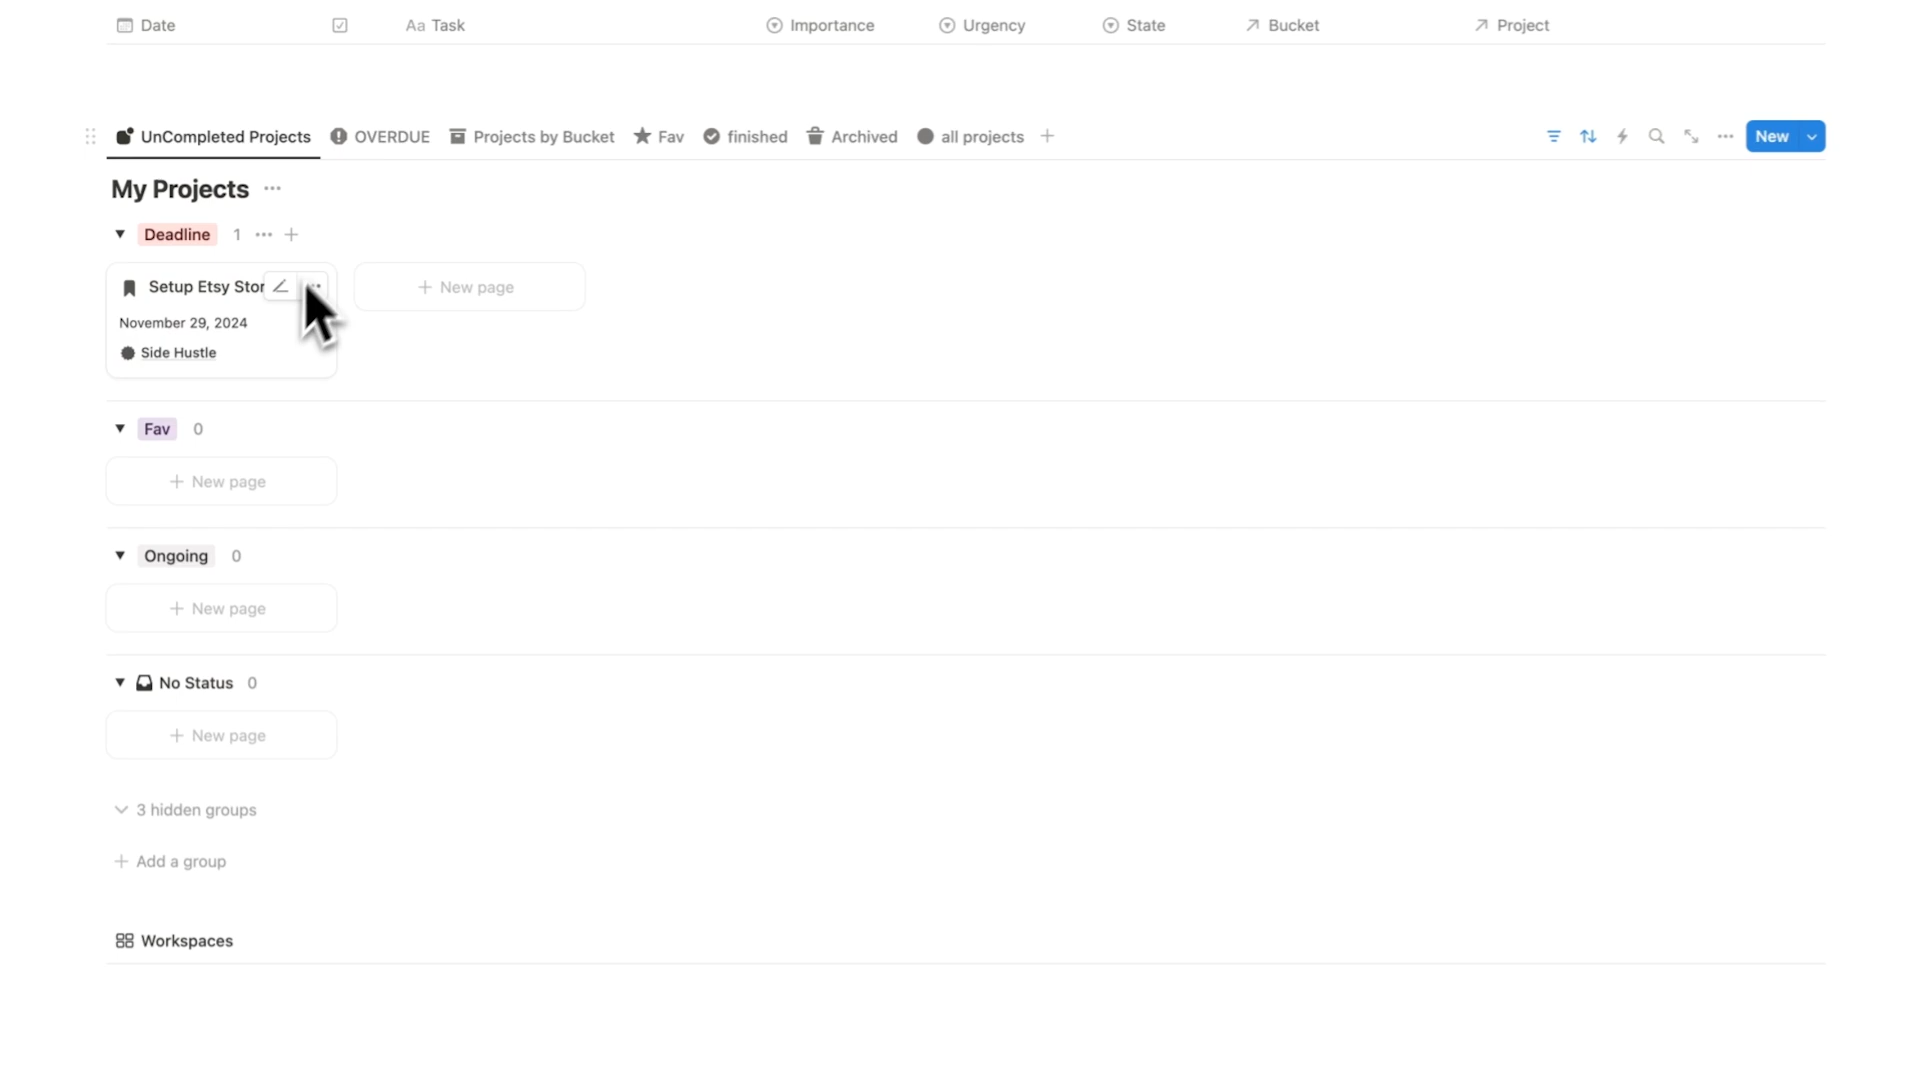 Date Aa Task Importance Urgency State Bucket Project
UnCompleted Projects OVERDUE Projects by Bucket Fav finished Archived all projects New
My Projects
Deadline 1
Setup Etsy Stor
New page
November 29, 2024
Side Hustle
Fav 0
New page
Ongoing 0
New page
No Status 0
New page
3 hidden groups
Add a group
Workspaces